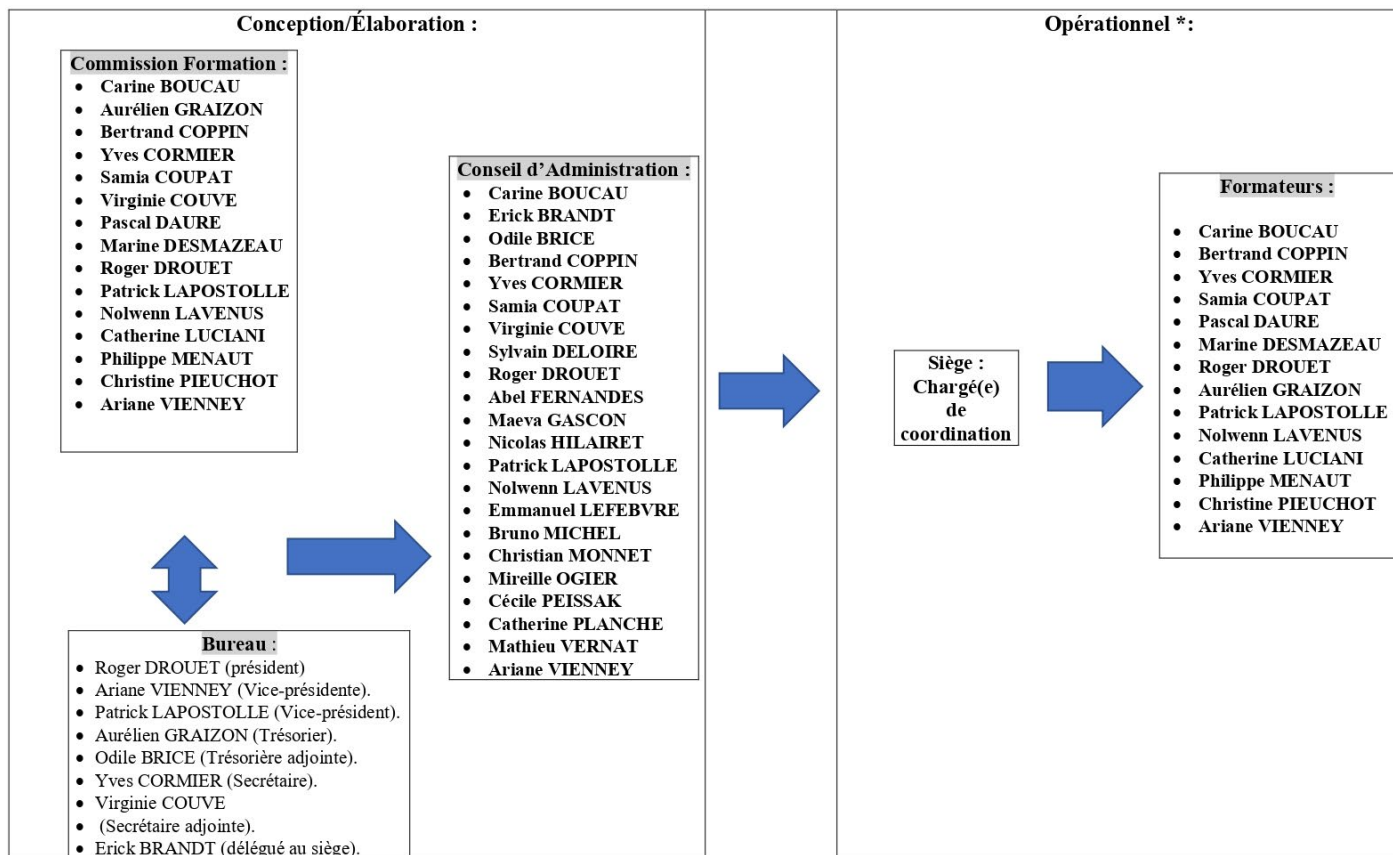 Conception/Élaboration :
Commission Formation :
• Carine BOUCAU
• Aurélien GRAIZON
• Bertrand COPPIN
• Yves CORMIER
• Samia COUPAT
• Virginie COUVE
• Pascal DAURE
• Marine DESMAZEAU
• Roger DROUET
• Patrick LAPOSTOLLE
• Nolwenn LAVENUS
• Catherine LUCIANI
• Philippe MENAUT
• Christine PIEUCHOT
• Ariane VIENNEY
Bureau :
• Roger DROUET (président)
• Ariane VIENNEY (Vice-présidente).
• Patrick LAPOSTOLLE (Vice-président).
• Aurélien GRAIZON (Trésorier).
• Odile BRICE (Trésorière adjointe).
• Yves CORMIER (Secrétaire).
• Virginie COUVE
• (Secrétaire adjointe).
• Erick BRANDT (délégué au siège).
Conseil d’Administration :
• Carine BOUCAU
• Erick BRANDT
• Odile BRICE
• Bertrand COPPIN
• Yves CORMIER
• Samia COUPAT
• Virginie COUVE
• Sylvain DELOIRE
• Roger DROUET
• Abel FERNANDES
• Maeva GASCON
• Nicolas HILAIRET
• Patrick LAPOSTOLLE
• Nolwenn LAVENUS
• Emmanuel LEFEBVRE
• Bruno MICHEL
• Christian MONNET
• Mireille OGIER
• Cécile PEISSAK
• Catherine PLANCHE
• Mathieu VERNAT
• Ariane VIENNEY
Opérationnel *:
Siège :
Chargé(e)
de
coordination
Formateurs :
• Carine BOUCAU
• Bertrand COPPIN
• Yves CORMIER
• Samia COUPAT
• Pascal DAURE
• Marine DESMAZEAU
• Roger DROUET
• Aurélien GRAIZON
• Patrick LAPOSTOLLE
• Nolwenn LAVENUS
• Catherine LUCIANI
• Philippe MENAUT
• Christine PIEUCHOT
• Ariane VIENNEY